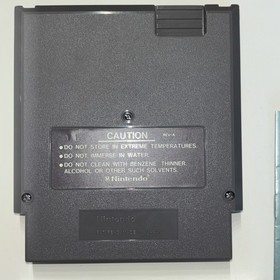 CAUTION
• DO NOT STORE IN EXTREME TEMPERATURES.
• DO NOT IMMERSE IN WATER.
• DO NOT CLEAN WITH BENZENE THINNER,
ALCOHOL OR OTHER SUCH SOLVENTS.
Nintendo
Nintendo